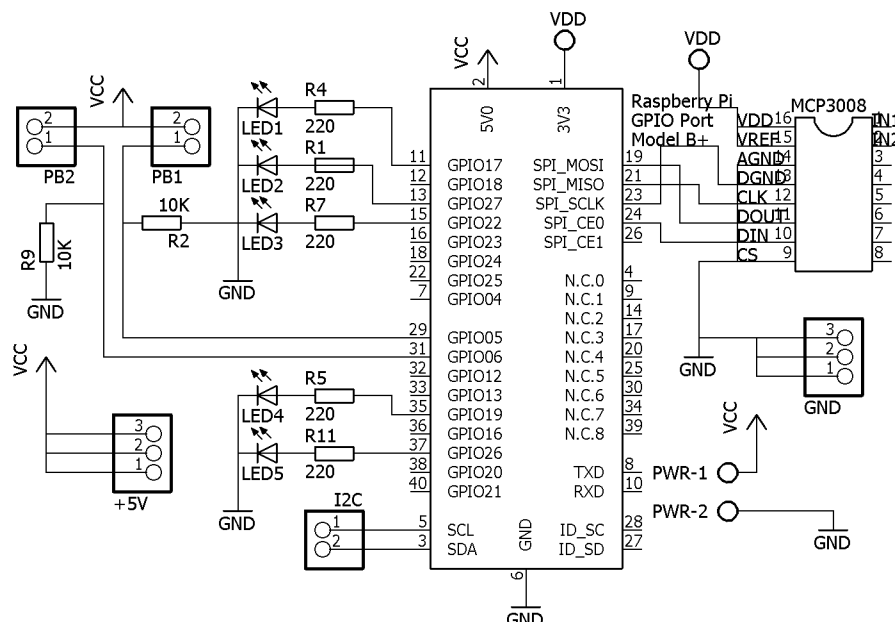 VDD
VDD
VCC
VCC
2
1
5V0
3V3
Raspberry Pi
GPIO Port
Model B+
MCP3008
2
1
PB2
2
1
PB1
R4
LED1
220
R1
LED2
220
R7
LED3
220
10K
R2
R9
10K
GND
GND
11 GPIO17
12 GPIO18
13 GPIO27
15 GPIO22
16 GPIO23
18 GPIO24
22 GPIO25
7 GPIO04
29 GPIO05
31 GPIO06
32 GPIO12
33 GPIO13
35 GPIO19
36 GPIO16
37 GPIO26
38 GPIO20
40 GPIO21
5 SCL
3 SDA
SPI_MOSI 19
SPI_MISO 21
SPI_SCLK 23
SPI_CE0 24
SPI_CE1 26
N.C.0 4
N.C.1 9
N.C.2 14
N.C.3 17
N.C.4 20
N.C.5 25
N.C.6 30
N.C.7 34
N.C.8 39
TXD 8
RXD 10
ID_SC 28
ID_SD 27
GND
6
GND
VDD 16
VREF 15
AGND 14
DGND 13
CLK 12
DOUT 11
DIN 10
CS 9
1 IN1
2 IN2
3
4
5
6
7
8
GND
3
2
1
GND
VCC
PWR-1
PWR-2
GND
VCC
3
2
1
+5V
R5
LED4
220
R11
LED5
220
GND
I2C
1
2